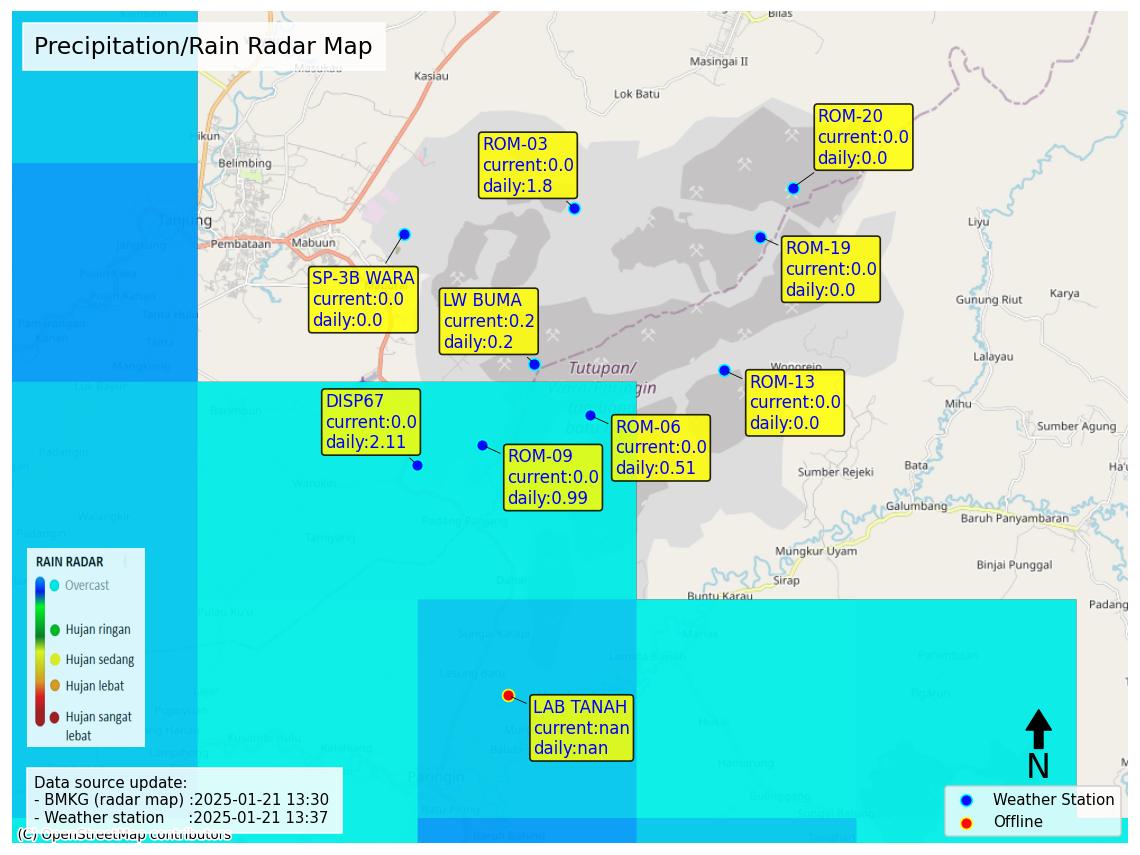 Precipitation/Rain Radar Map
Bilas
Masingai II
Kasiau
Lok Batu
Hikun
Belimbing
Tanjung
Pembataan
Mabuun
ROM-20
current:0.0
daily:0.0
ROM-03
current:0.0
daily:1.8
Liyu
ROM-19
current:0.0
daily:0.0
SP-3B WARA
current:0.0
daily:0.0
LW BUMA
current:0.2
daily:0.2
Gunung Riut
Karya
Lalayau
Wonorejo
Tutupan/
ROM-13
current:0.0
daily:0.0
Mihu
Sumber Agung
DISP67
current:0.0
daily:2.11
ROM-06
current:0.0
daily:0.51
ROM-09
current:0.0
daily:0.99
Sumber Rejeki
Bata
Ha'u
Galumbang
Baruh Panyambaran
Padang Panjang
Mungkur Uyam
Binjai Punggal
Sirap
Buntu Karau
Padang
Dahai
RAIN RADAR
Overcast
Hujan ringan
Hujan sedang
Hujan lebat
Hujan sangat
lebat
LAB TANAH
current:nan
daily:nan
Paringin
N
Data source update:
- BMKG (radar map) :2025-01-21 13:30
- Weather station :2025-01-21 13:37
(C) OpenStreetMap contributors
Weather Station
Offline